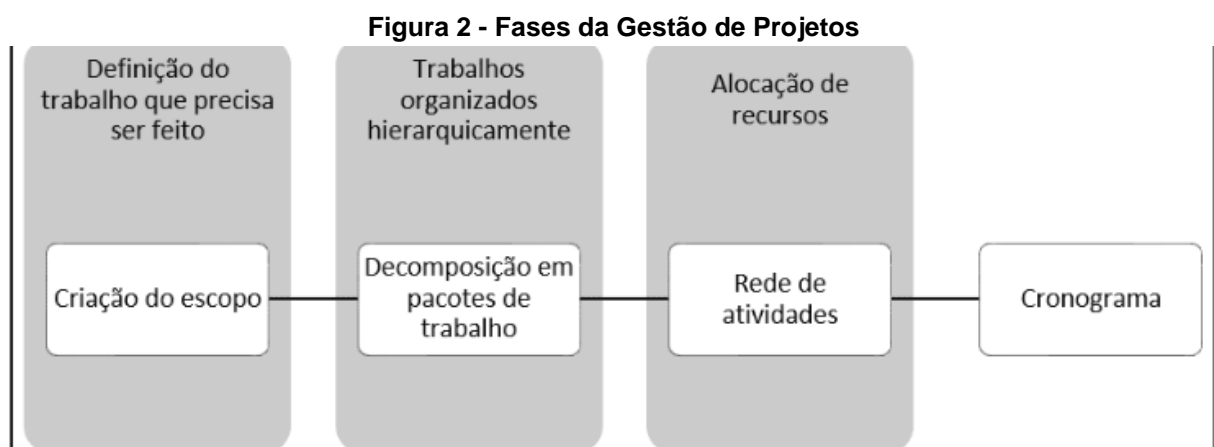 Figura 2 - Fases da Gestão de Projetos
Definição do
trabalho que precisa
ser feito
Trabalhos
organizados
hierarquicamente
Alocação de
recursos
Criação do escopo
Decomposição em
pacotes de
trabalho
Rede de
atividades
Cronograma